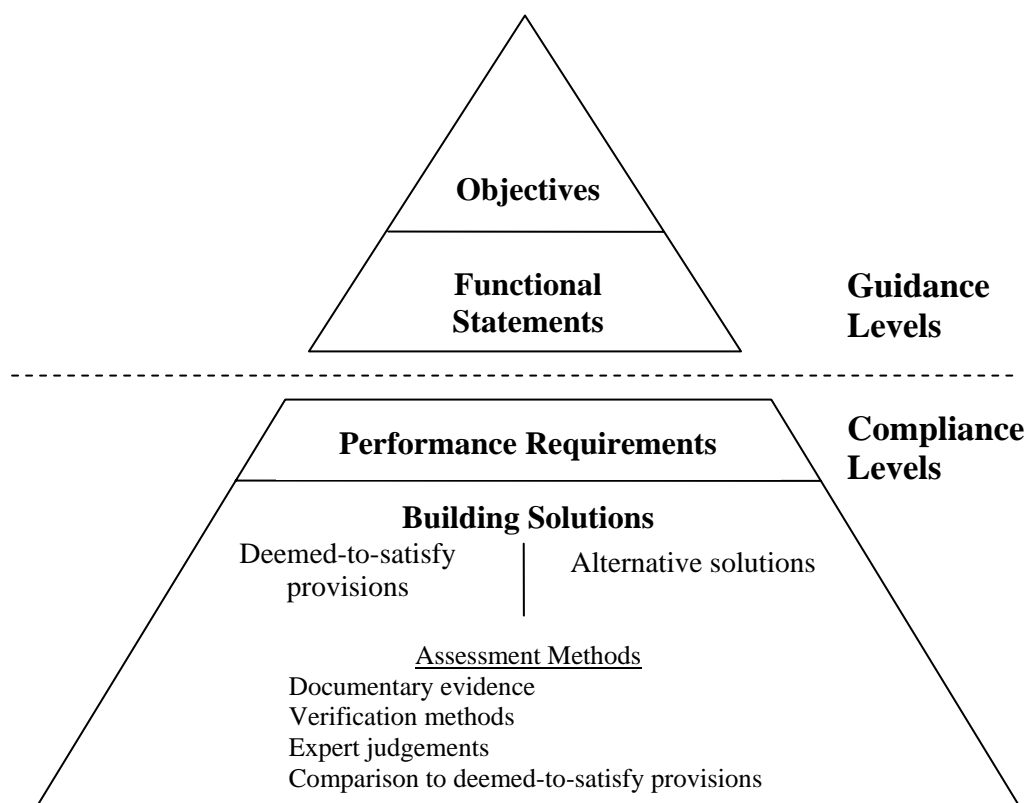 Objectives
Functional
Statements
Guidance
Levels
Performance Requirements
Compliance
Levels
Building Solutions
Deemed-to-satisfy
provisions
Alternative solutions
Assessment Methods
Documentary evidence
Verification methods
Expert judgements
Comparison to deemed-to-satisfy provisions